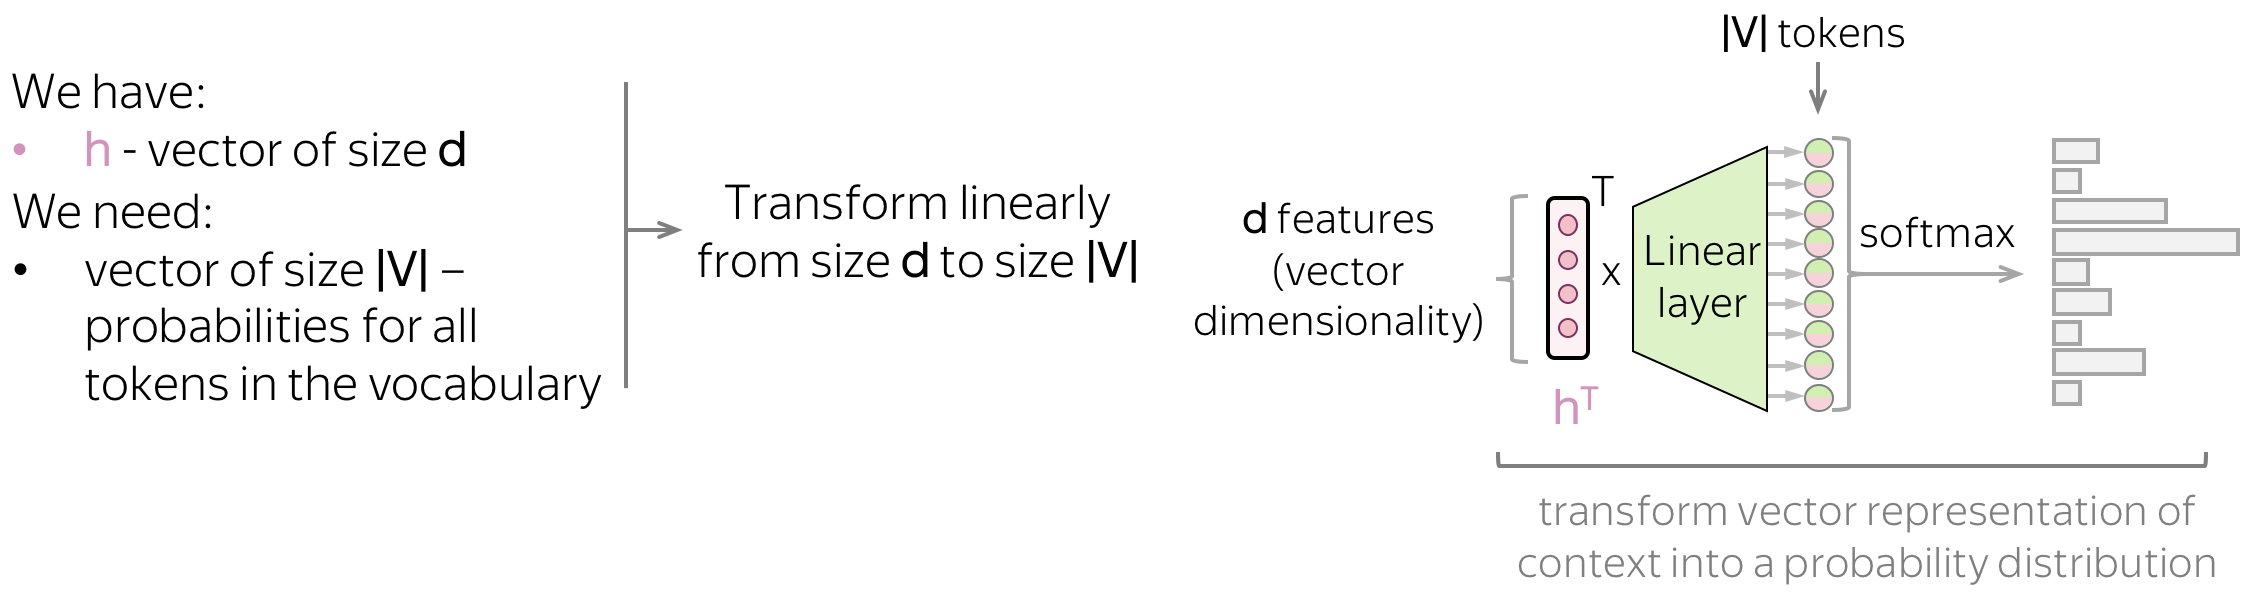 We have:
• h - vector of size d
We need:
• vector of size |V| –
probabilities for all
tokens in the vocabulary
Transform linearly
from size d to size |V|
d features
(vector
dimensionality)
T
x
hᵀ
Linear
layer
|V| tokens
softmax
transform vector representation of
context into a probability distribution